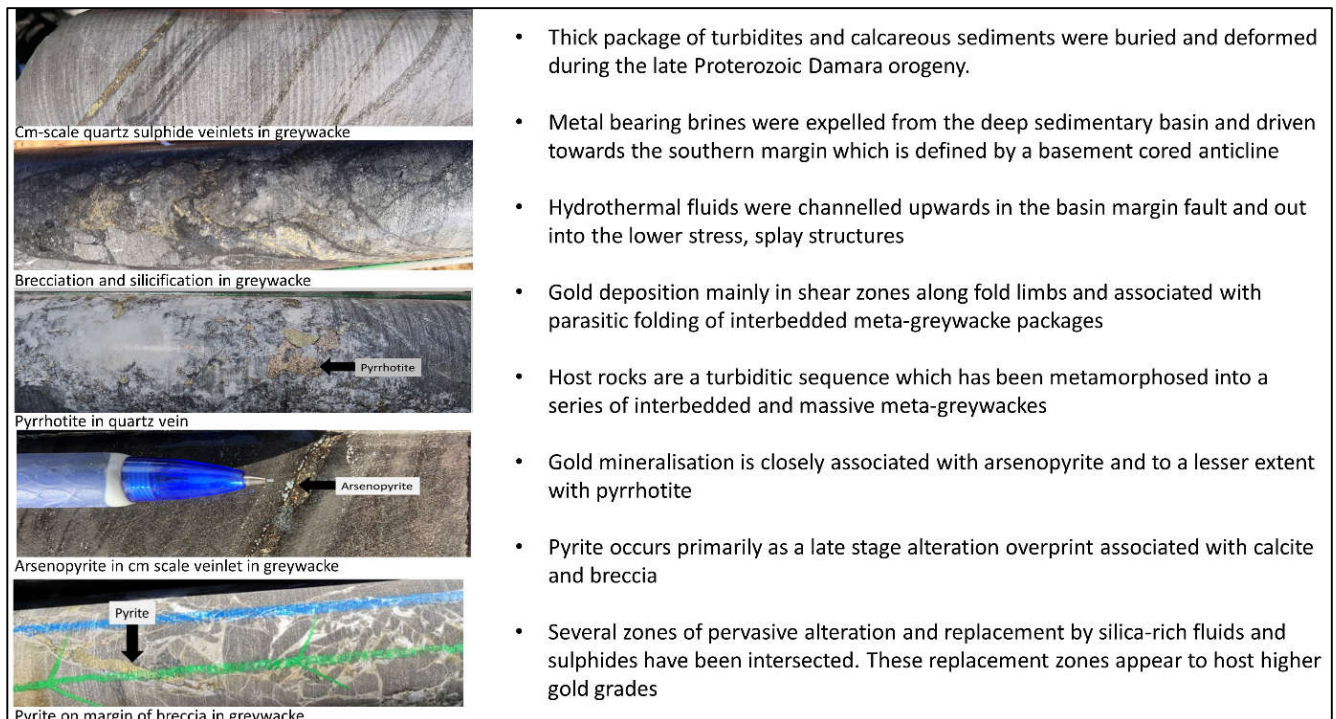 Cm-scale quartz sulphide veinlets in greywacke
Brecciation and silicification in greywacke
Pyrrhotite
Pyrrhotite in quartz vein
Arsenopyrite
Arsenopyrite in cm scale veinlet in greywacke
Pyrite
Pyrite on margin of breccia in greywacke
• Thick package of turbidites and calcareous sediments were buried and deformed
during the late Proterozoic Damara orogeny.
• Metal bearing brines were expelled from the deep sedimentary basin and driven
towards the southern margin which is defined by a basement cored anticline
• Hydrothermal fluids were channelled upwards in the basin margin fault and out
into the lower stress, splay structures
• Gold deposition mainly in shear zones along fold limbs and associated with
parasitic folding of interbedded meta-greywacke packages
• Host rocks are a turbiditic sequence which has been metamorphosed into a
series of interbedded and massive meta-greywackes
• Gold mineralisation is closely associated with arsenopyrite and to a lesser extent
with pyrrhotite
• Pyrite occurs primarily as a late stage alteration overprint associated with calcite
and breccia
• Several zones of pervasive alteration and replacement by silica-rich fluids and
sulphides have been intersected. These replacement zones appear to host higher
gold grades